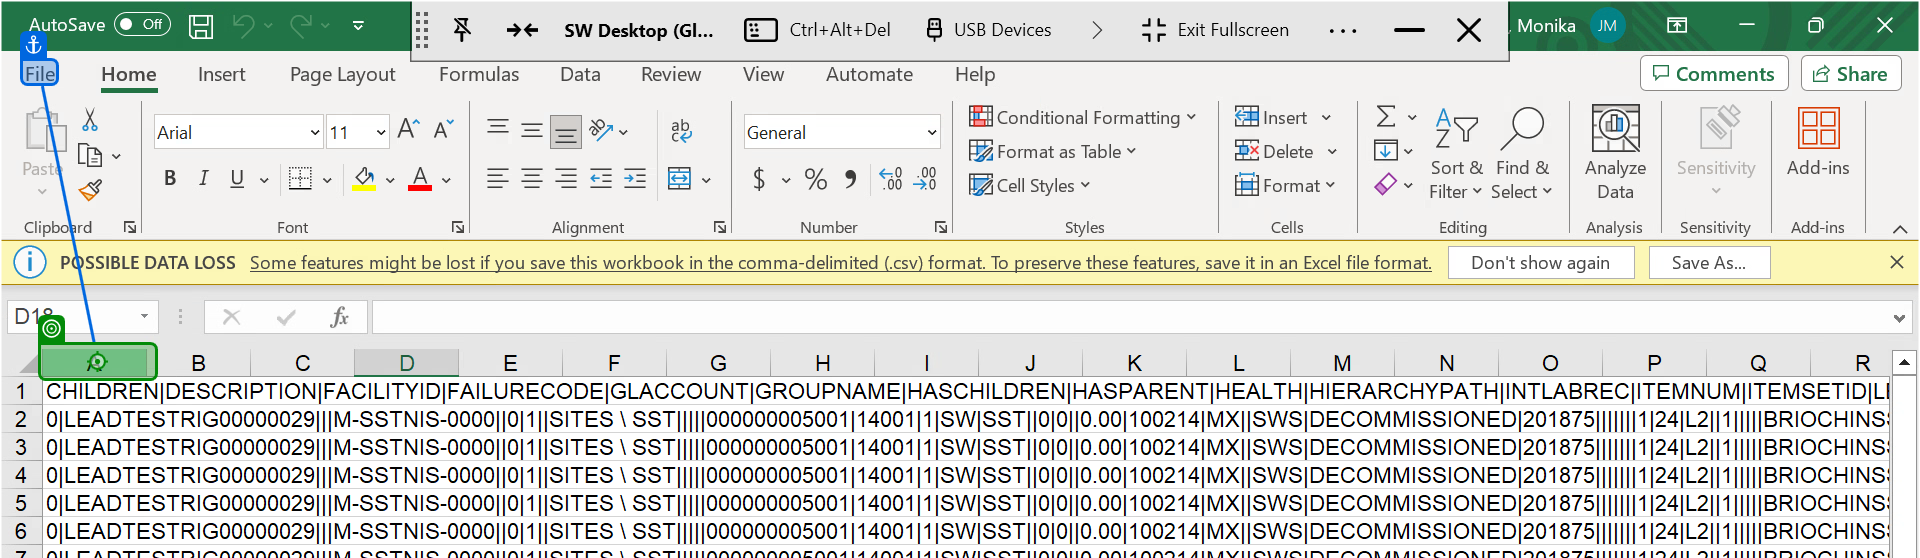 AutoSave Off SW Desktop (Gl... Ctrl+Alt+Del USB Devices Exit Fullscreen ... Monika JM
File Home Insert Page Layout Formulas Data Review View Automate Help Comments Share
Paste Arial 11 General Conditional Formatting Format as Table Cell Styles Insert Delete Format Sort & Filter Find & Select Analyze Data Sensitivity Add-ins
Clipboard Font Alignment Number Styles Cells Editing Analysis Sensitivity Add-ins
POSSIBLE DATA LOSS Some features might be lost if you save this workbook in the comma-delimited (.csv) format. To preserve these features, save it in an Excel file format. Don't show again Save As...
D18 fx
A B C D E F G H I J K L M N O P Q R
1 CHILDREN|DESCRIPTION|FACILITYID|FAILURECODE|GLACCOUNT|GROUPNAME|HASCHILDREN|HASPARENT|HEALTH|HIERARCHYPATH|INTLABREC|ITEMNUM|ITEMSETID|
2 0|LEADTESTRIG00000029|||M-SSTNIS-0000||0|1||SITES \ SST|||||000000005001|14001|1|SW|SST||0|0||0.00|100214|MX||SWS|DECOMMISSIONED|201875|||||||1|24|L2||1|||||BRIOCHINSS
3 0|LEADTESTRIG00000029|||M-SSTNIS-0000||0|1||SITES \ SST|||||000000005001|14001|1|SW|SST||0|0||0.00|100214|MX||SWS|DECOMMISSIONED|201875|||||||1|24|L2||1|||||BRIOCHINSS
4 0|LEADTESTRIG00000029|||M-SSTNIS-0000||0|1||SITES \ SST|||||000000005001|14001|1|SW|SST||0|0||0.00|100214|MX||SWS|DECOMMISSIONED|201875|||||||1|24|L2||1|||||BRIOCHINSS
5 0|LEADTESTRIG00000029|||M-SSTNIS-0000||0|1||SITES \ SST|||||000000005001|14001|1|SW|SST||0|0||0.00|100214|MX||SWS|DECOMMISSIONED|201875|||||||1|24|L2||1|||||BRIOCHINSS
6 0|LEADTESTRIG00000029|||M-SSTNIS-0000||0|1||SITES \ SST|||||000000005001|14001|1|SW|SST||0|0||0.00|100214|MX||SWS|DECOMMISSIONED|201875|||||||1|24|L2||1|||||BRIOCHINSS